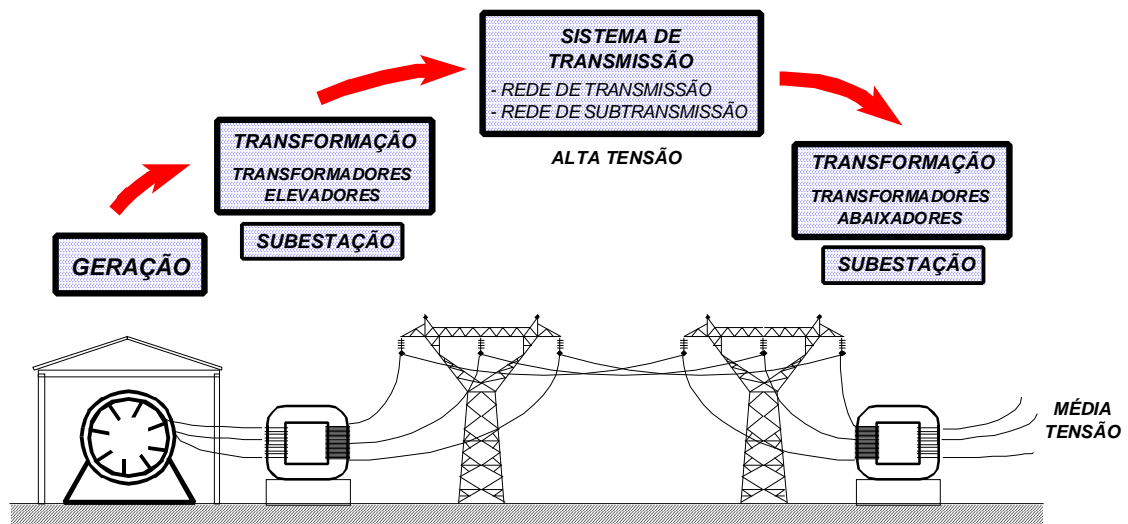 GERAÇÃO
TRANSFORMAÇÃO
TRANSFORMADORES
ELEVADORES
SUBESTAÇÃO
SISTEMA DE
TRANSMISSÃO
- REDE DE TRANSMISSÃO
- REDE DE SUBTRANSMISSÃO
ALTA TENSÃO
TRANSFORMAÇÃO
TRANSFORMADORES
ABAIXADORES
SUBESTAÇÃO
MÉDIA
TENSÃO